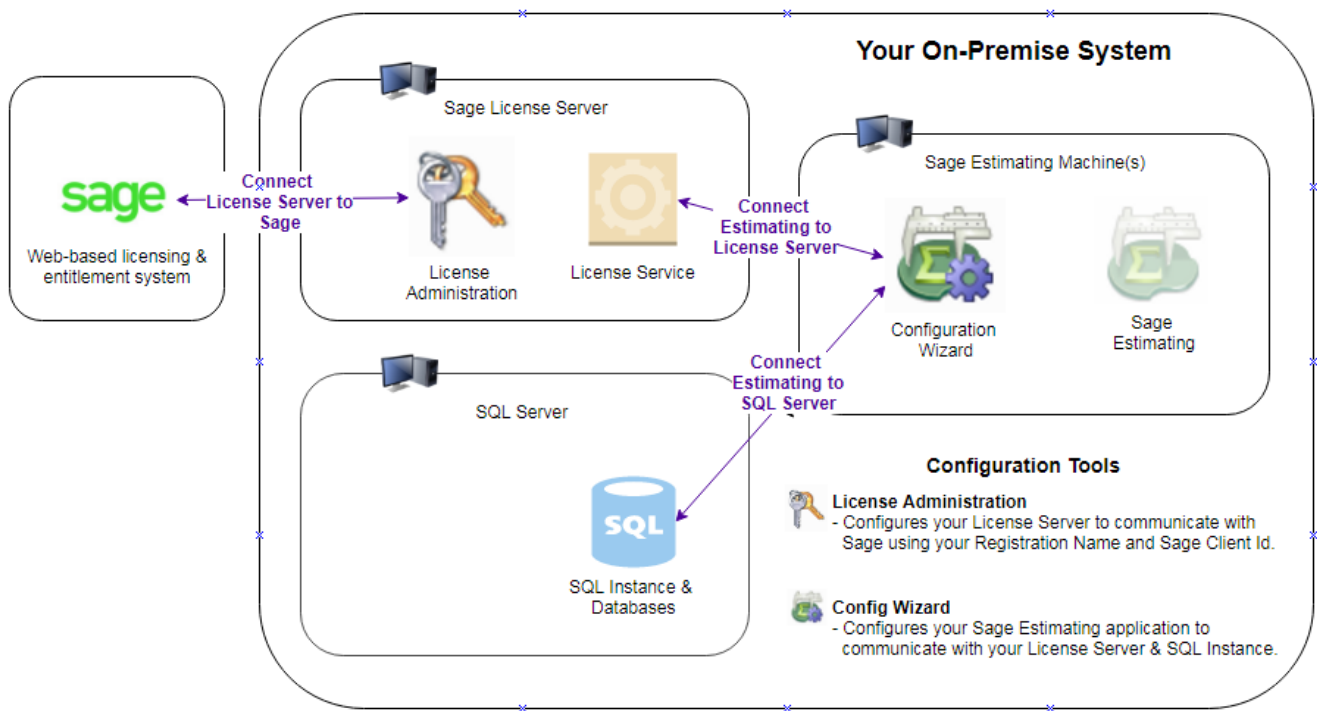 Your On-Premise System
Sage License Server
Sage Estimating Machine(s)
sage
Web-based licensing &
entitlement system
Connect
License Server to
Sage
License
Administration
License Service
Connect
Estimating to
License Server
Configuration
Wizard
Sage
Estimating
Connect
Estimating to
SQL Server
SQL Server
SQL
SQL Instance &
Databases
Configuration Tools
License Administration
- Configures your License Server to communicate with
Sage using your Registration Name and Sage Client Id.
Config Wizard
- Configures your Sage Estimating application to
communicate with your License Server & SQL Instance.